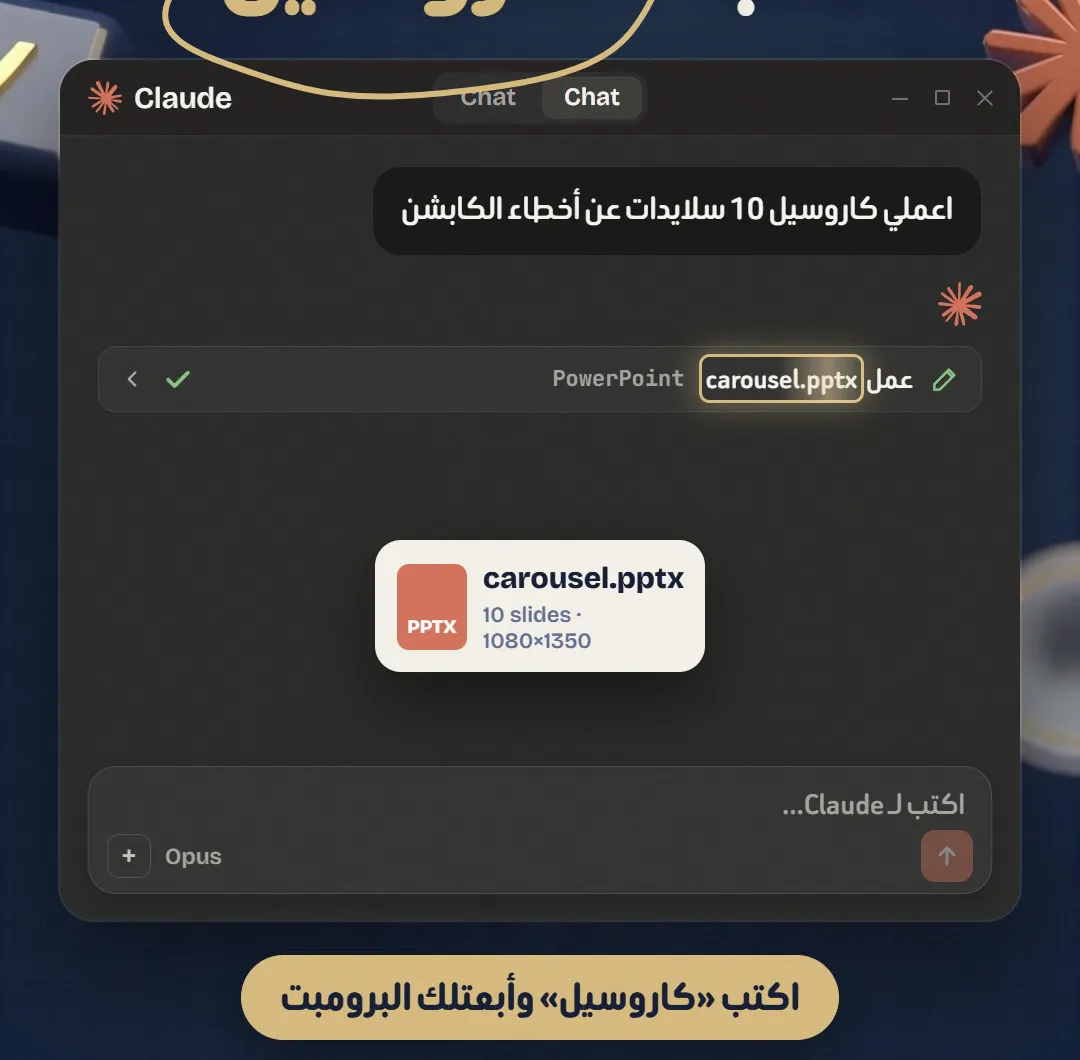 Claude
Chat Chat
اعملي كاروسيل 10 سلايدات عن أخطاء الكابشن
عمل carousel.pptx PowerPoint
PPTX
carousel.pptx
10 slides ·
1080×1350
اكتب لـ Claude...
+ Opus
اكتب «كاروسيل» وأبعتلك البرومبت